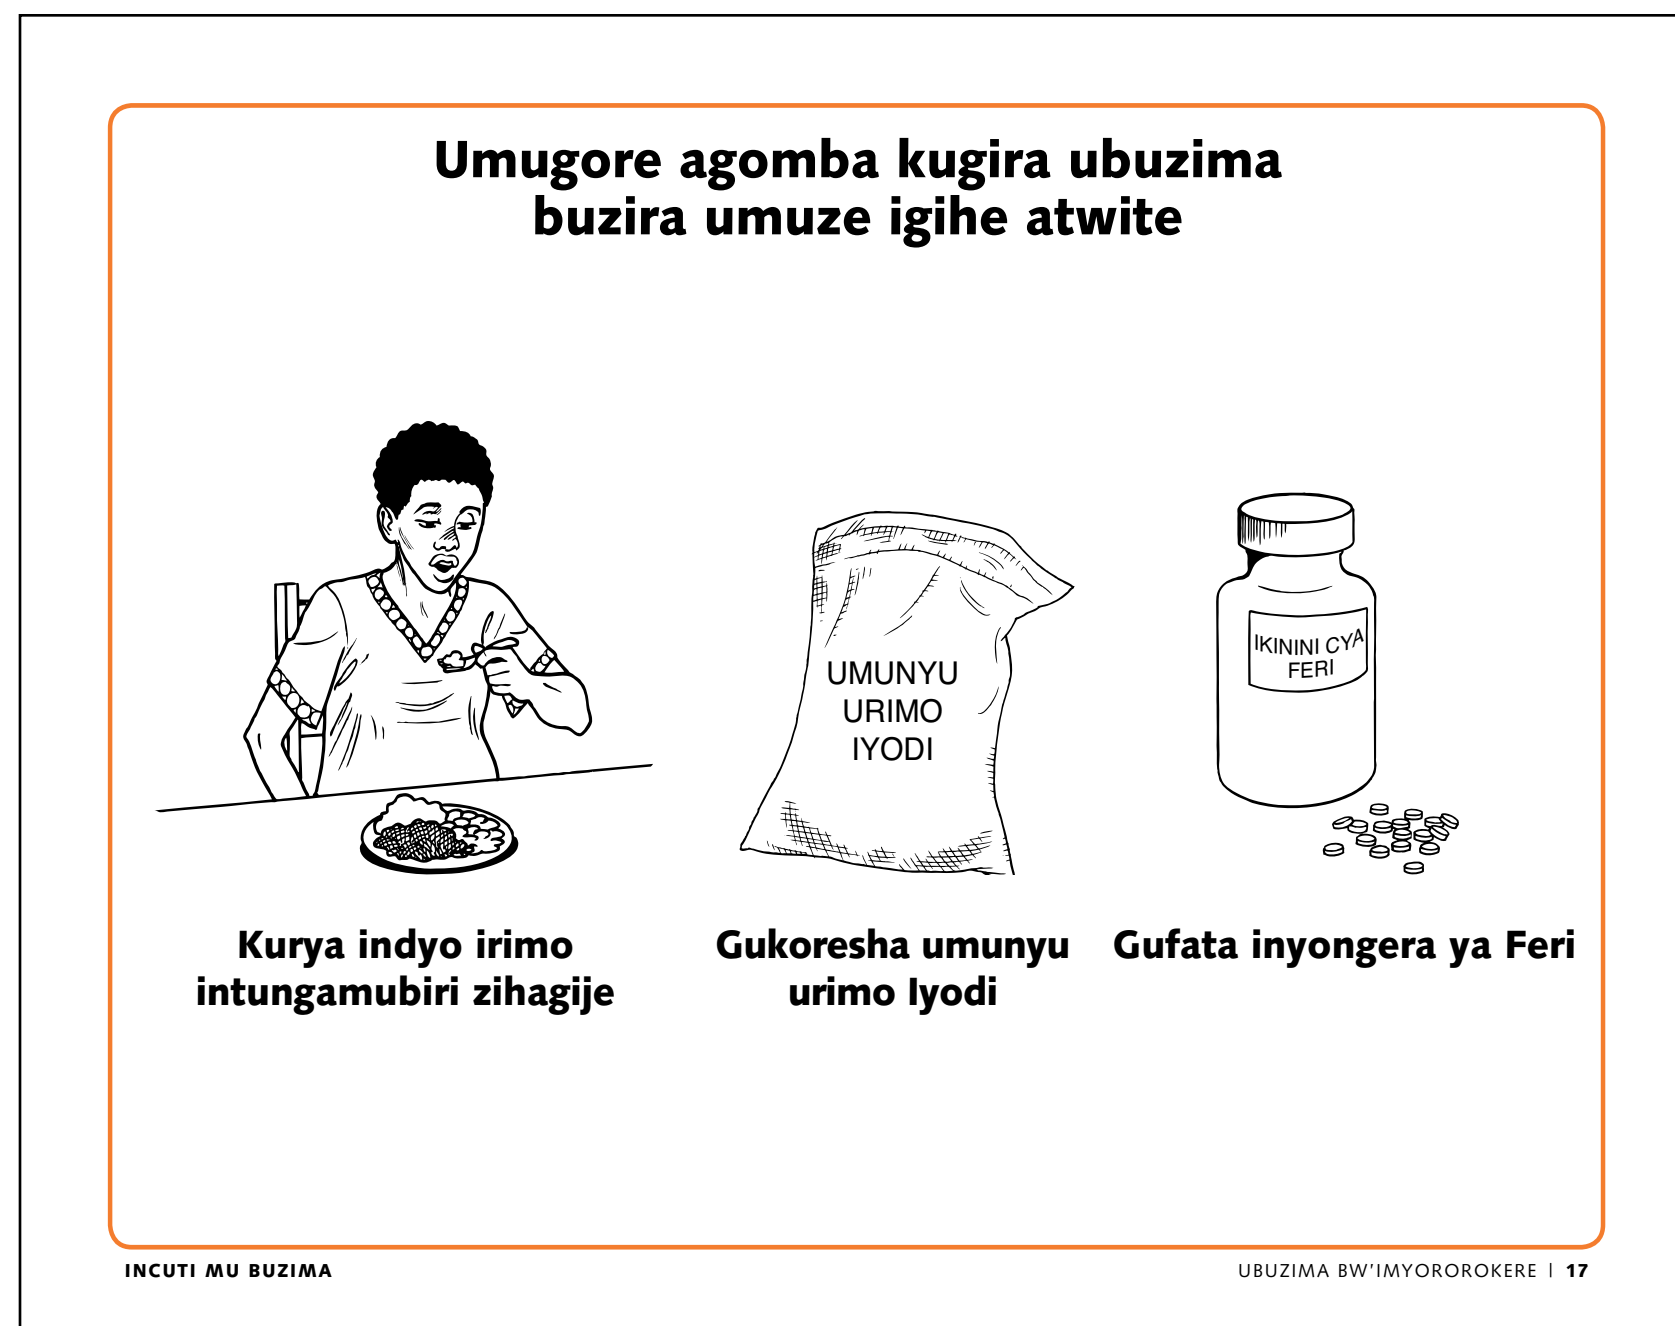 Umugore agomba kugira ubuzima
buzira umuze igihe atwite
UMUNYU
URIMO
IYODI
IKININI CYA
FERI
Kurya indyo irimo
intungamubiri zihagije
Gukoresha umunyu
urimo Iyodi
Gufata inyongera ya Feri
INCUTI MU BUZIMA
UBUZIMA BW'IMYOROROKERE | 17